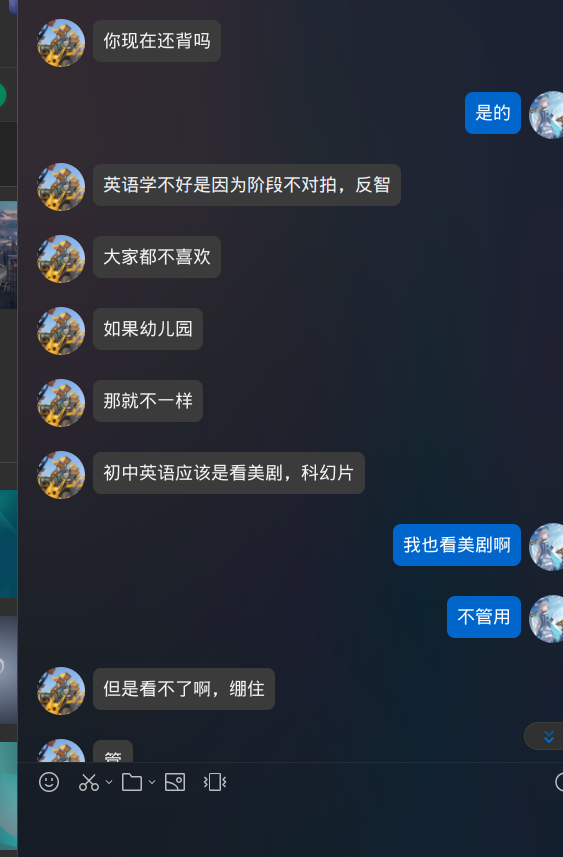 你现在还背吗
是的
英语学不好是因为阶段不对拍，反智
大家都不喜欢
如果幼儿园
那就不一样
初中英语应该是看美剧，科幻片
我也看美剧啊
不管用
但是看不了啊，绷住
管